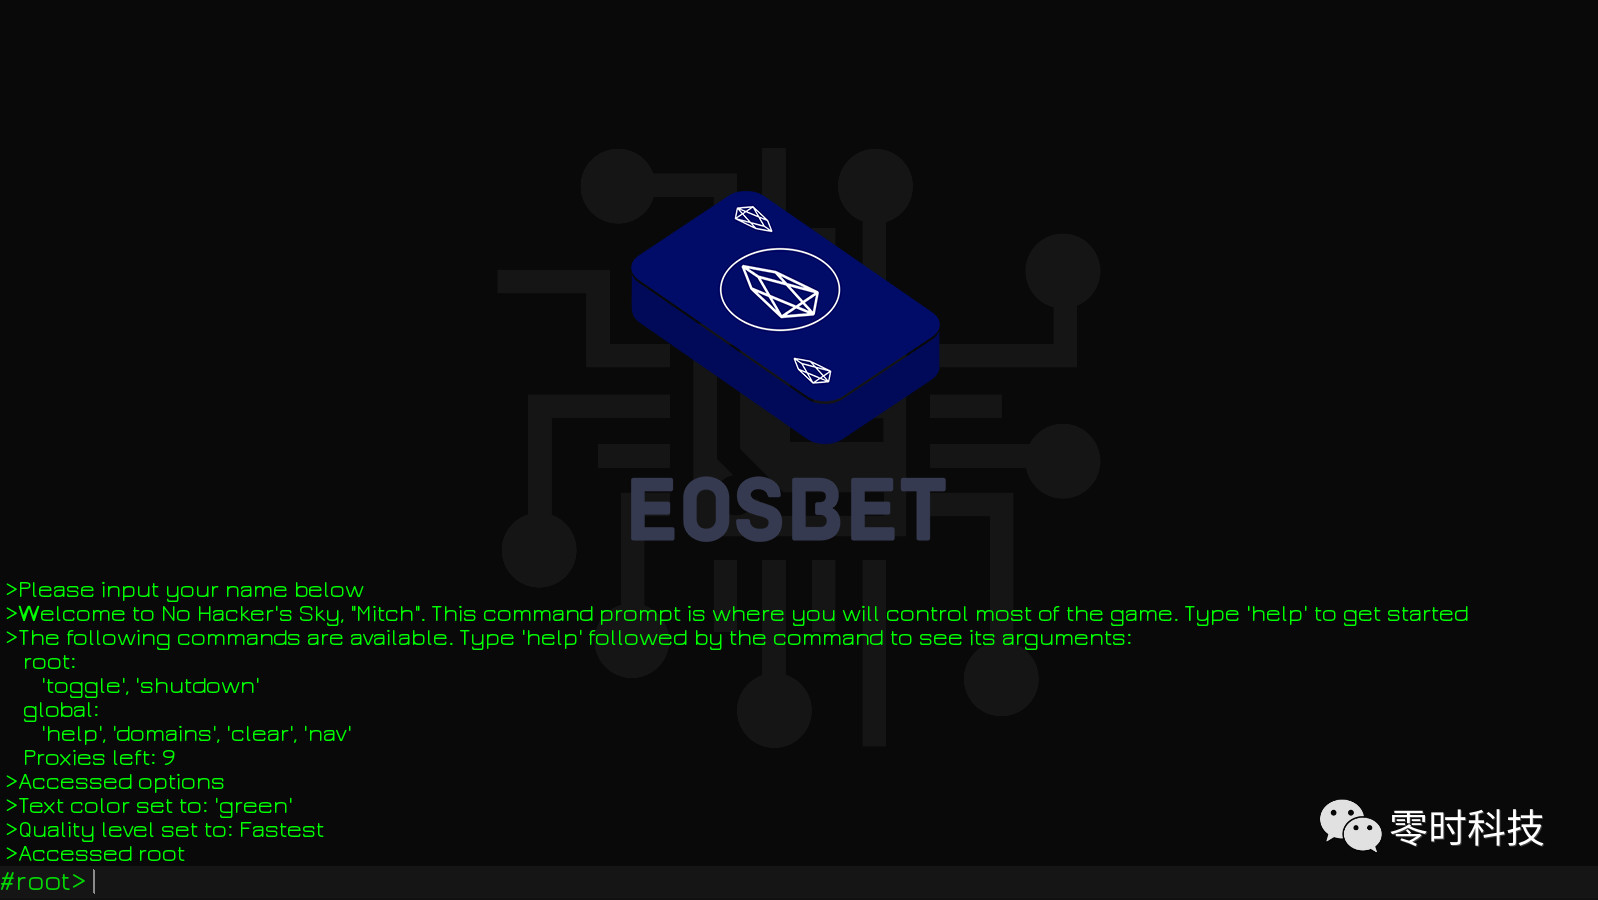 EOSBET
>Please input your name below
>Welcome to No Hacker's Sky, "Mitch". This command prompt is where you will control most of the game. Type 'help' to get started
>The following commands are available. Type 'help' followed by the command to see its arguments:
root:
'toggle', 'shutdown'
global:
'help', 'domains', 'clear', 'nav'
Proxies left: 9
>Accessed options
>Text color set to: 'green'
>Quality level set to: Fastest
>Accessed root
#root>
零时科技